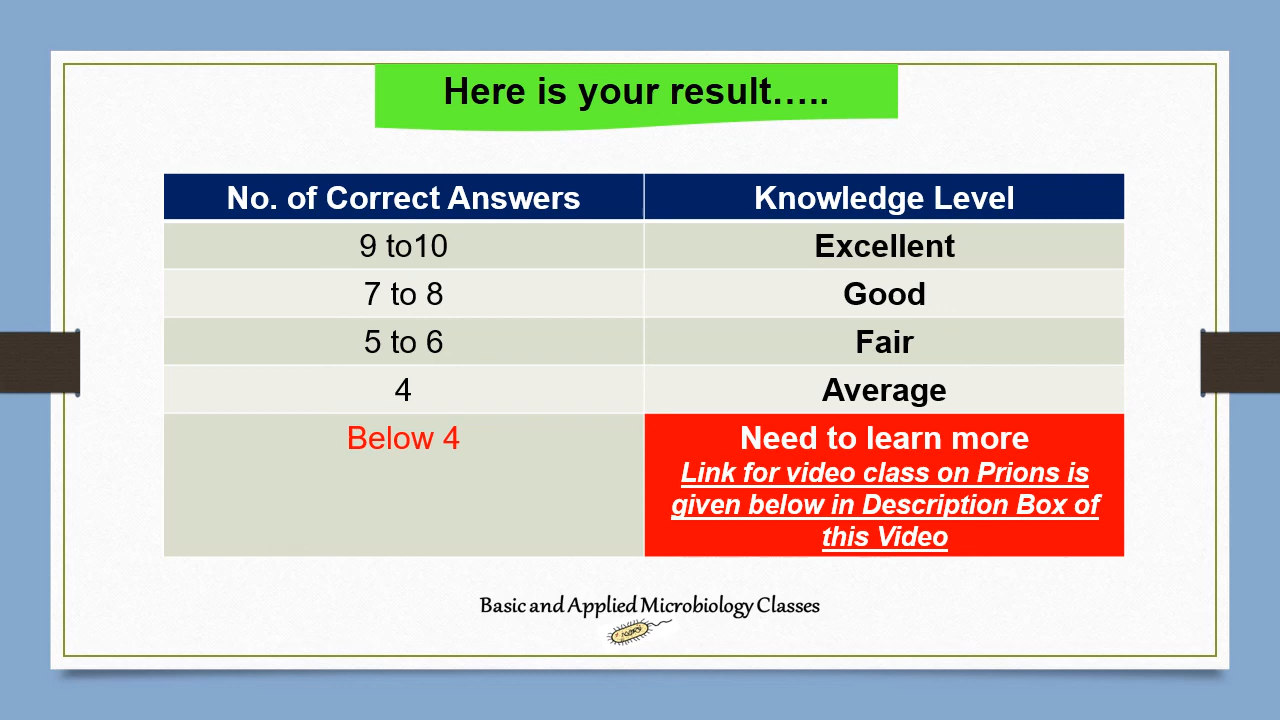 Here is your result…..
No. of Correct Answers Knowledge Level
9 to10 Excellent
7 to 8 Good
5 to 6 Fair
4 Average
Below 4 Need to learn more
Link for video class on Prions is
given below in Description Box of
this Video
Basic and Applied Microbiology Classes